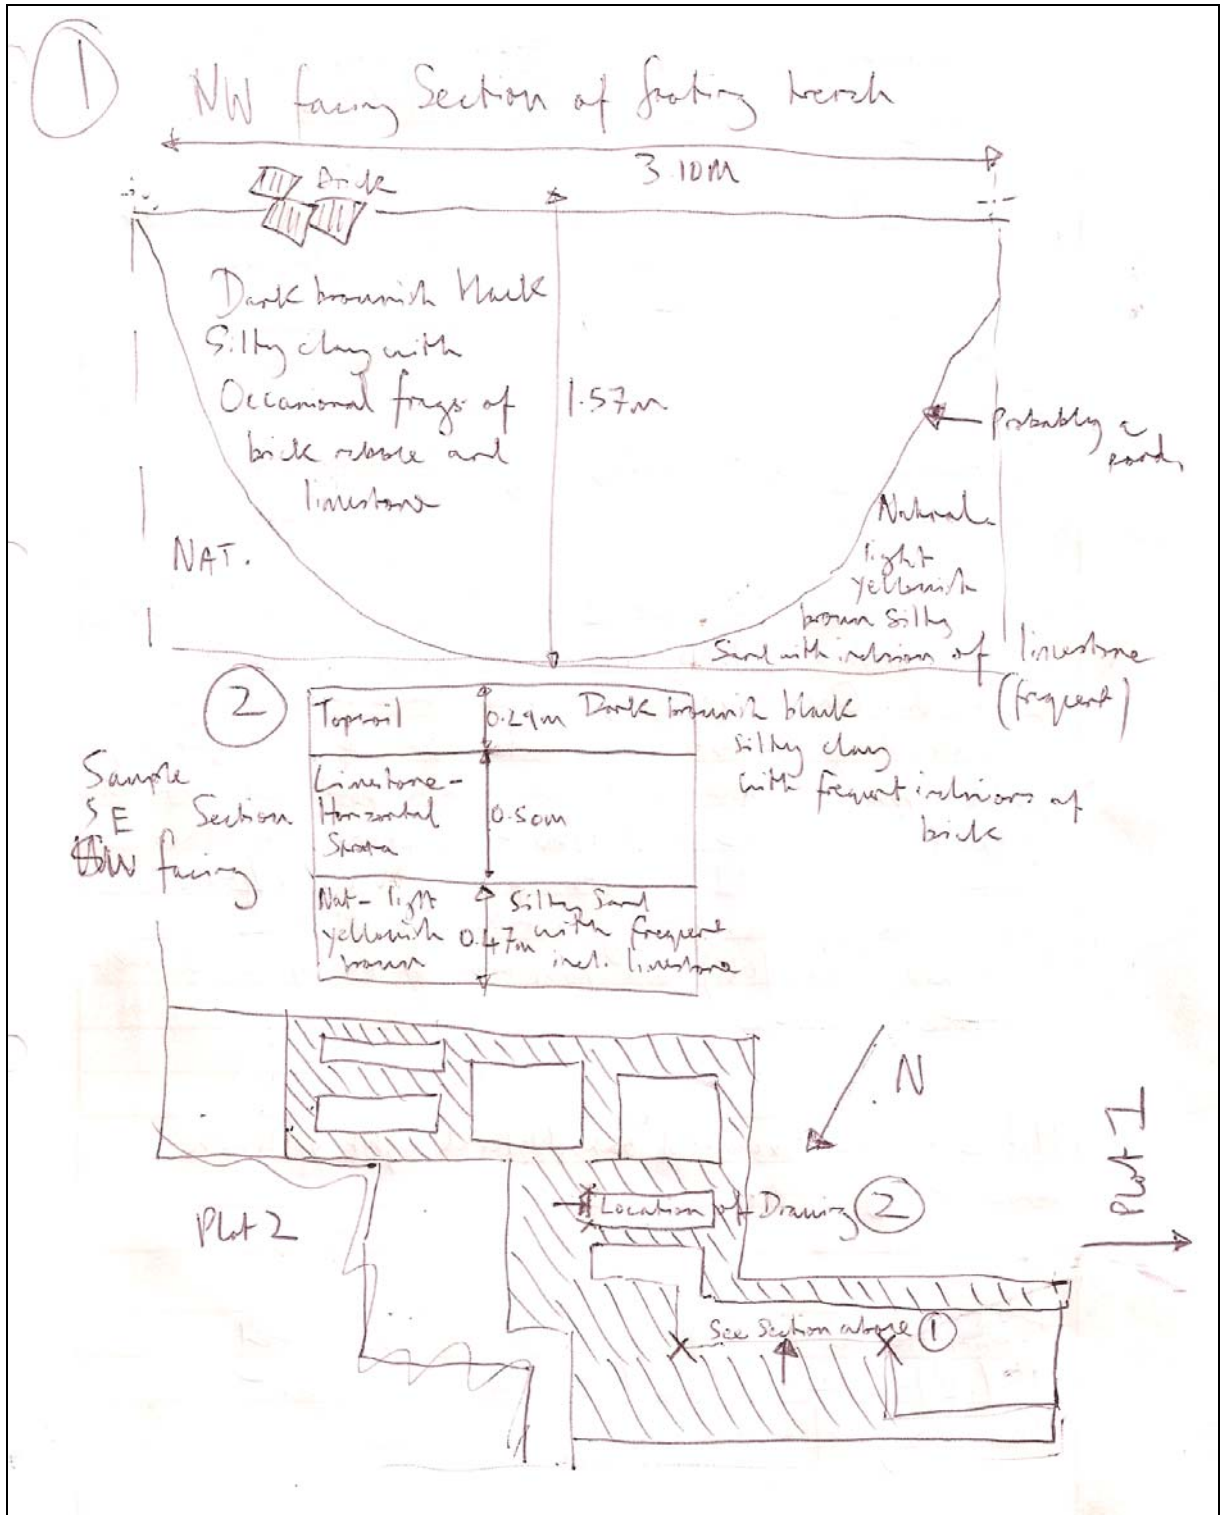 1
NW facing Section of footing trench
3.10m
Brick
Dark brownish black
Silty clay with
Occasional frags of
brick rubble and
limestone
1.57m
Probably a
pond
NAT.
Natural-
light
yellowish
brown Silty
Sand with inclusion of limestone
(frequent)
2
Sample
SE Section
facing
Topsoil
0.29m
Dark brownish black
silty clay
with frequent inclusions of
brick
Limestone-
Horizontal
Strata
0.50m
Nat- light
yellowish
brown
0.47m
Silty Sand
with frequent
incl. limestone
N
Plot 1
Plot 2
Location of Drawing 2
See Section above 1